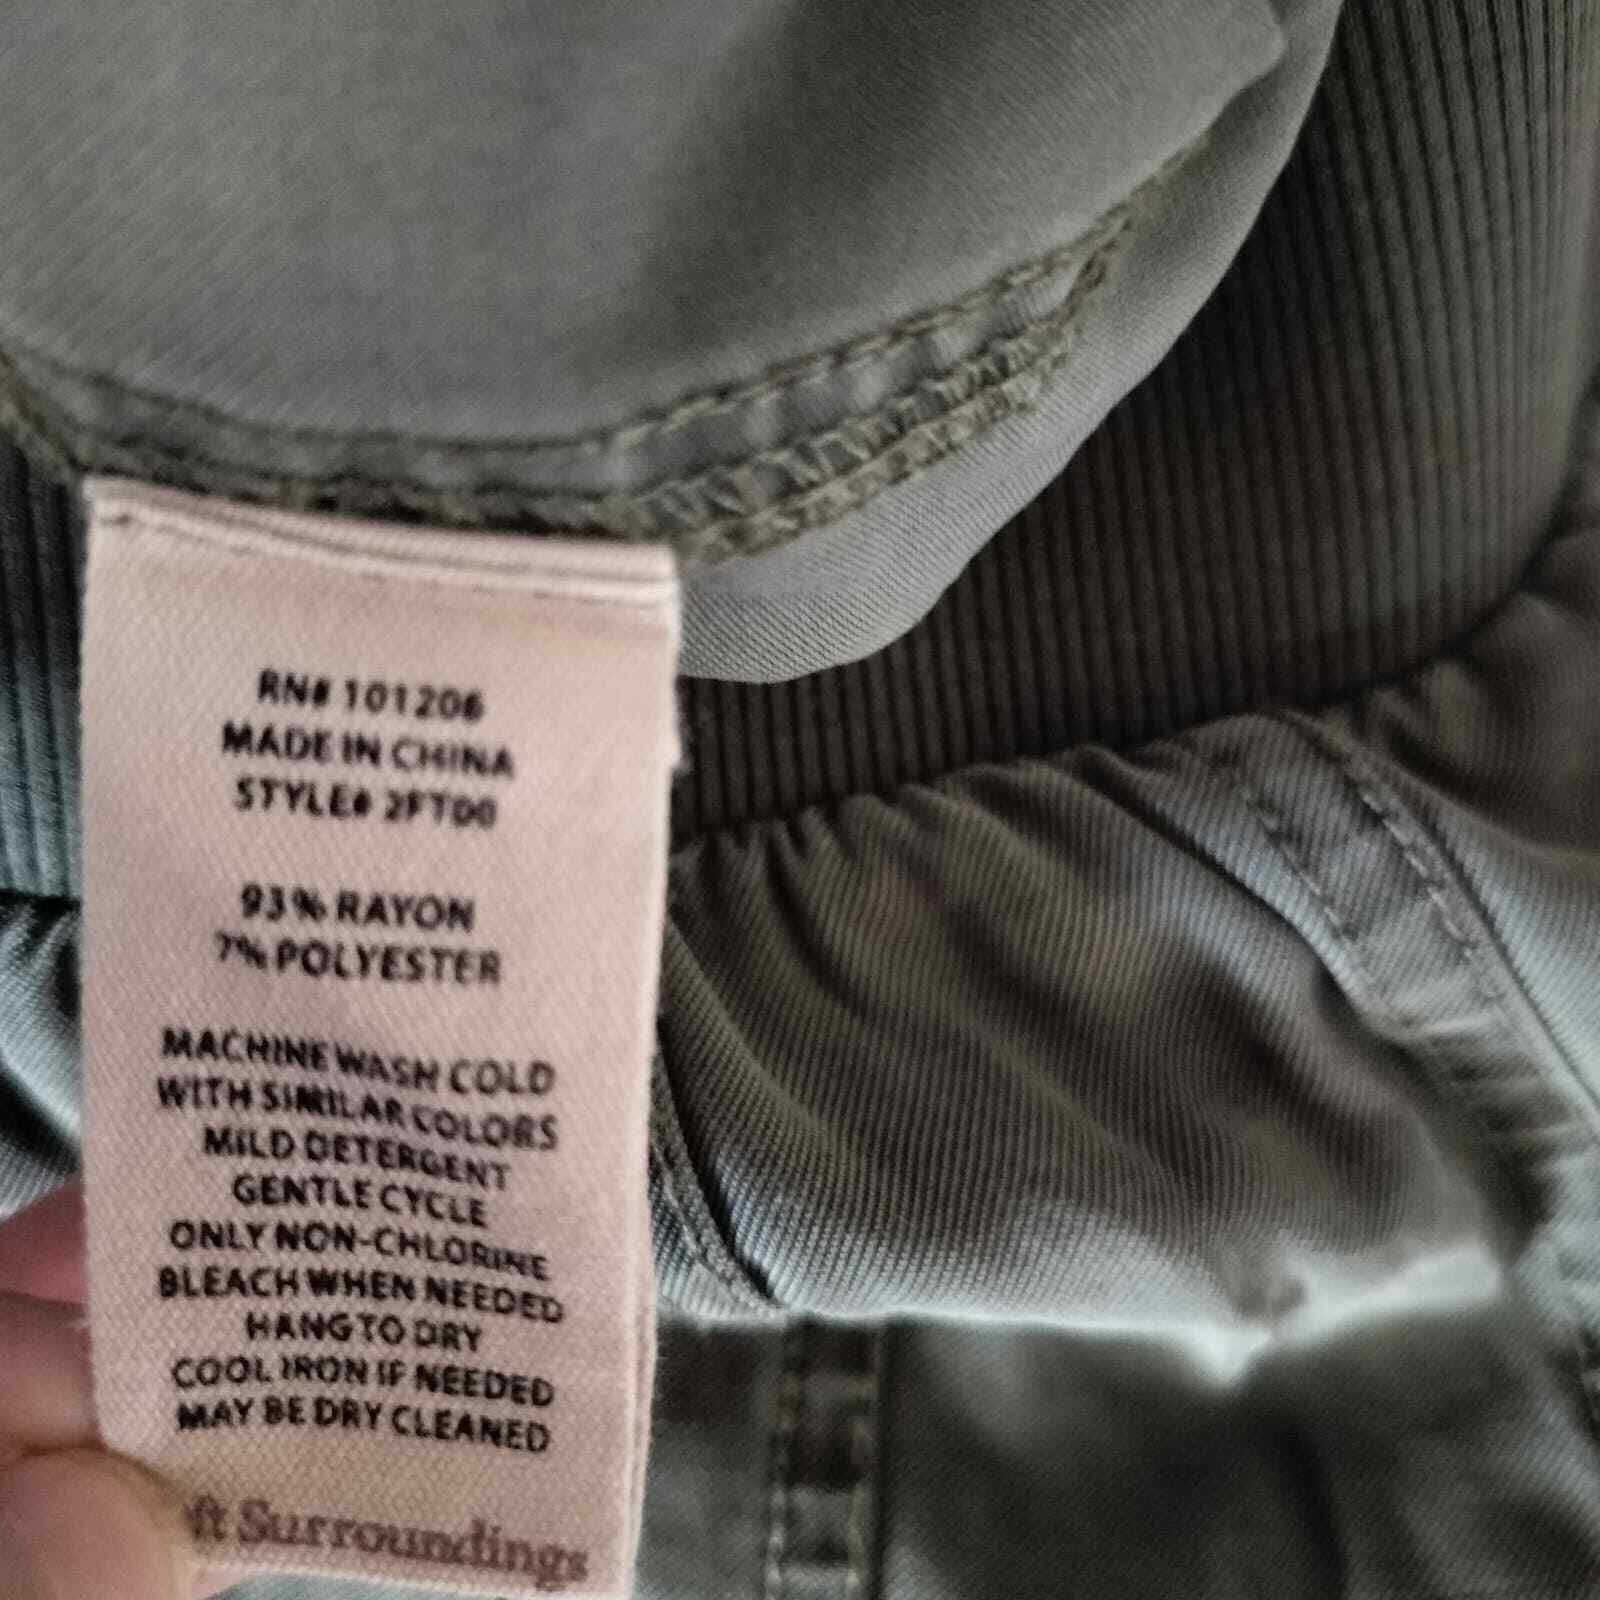 RN# 101206
MADE IN CHINA
STYLE# 2FT00
93% RAYON
7% POLYESTER
MACHINE WASH COLD
WITH SIMILAR COLORS
MILD DETERGENT
GENTLE CYCLE
ONLY NON-CHLORINE
BLEACH WHEN NEEDED
HANG TO DRY
COOL IRON IF NEEDED
MAY BE DRY CLEANED
ft Surroundings